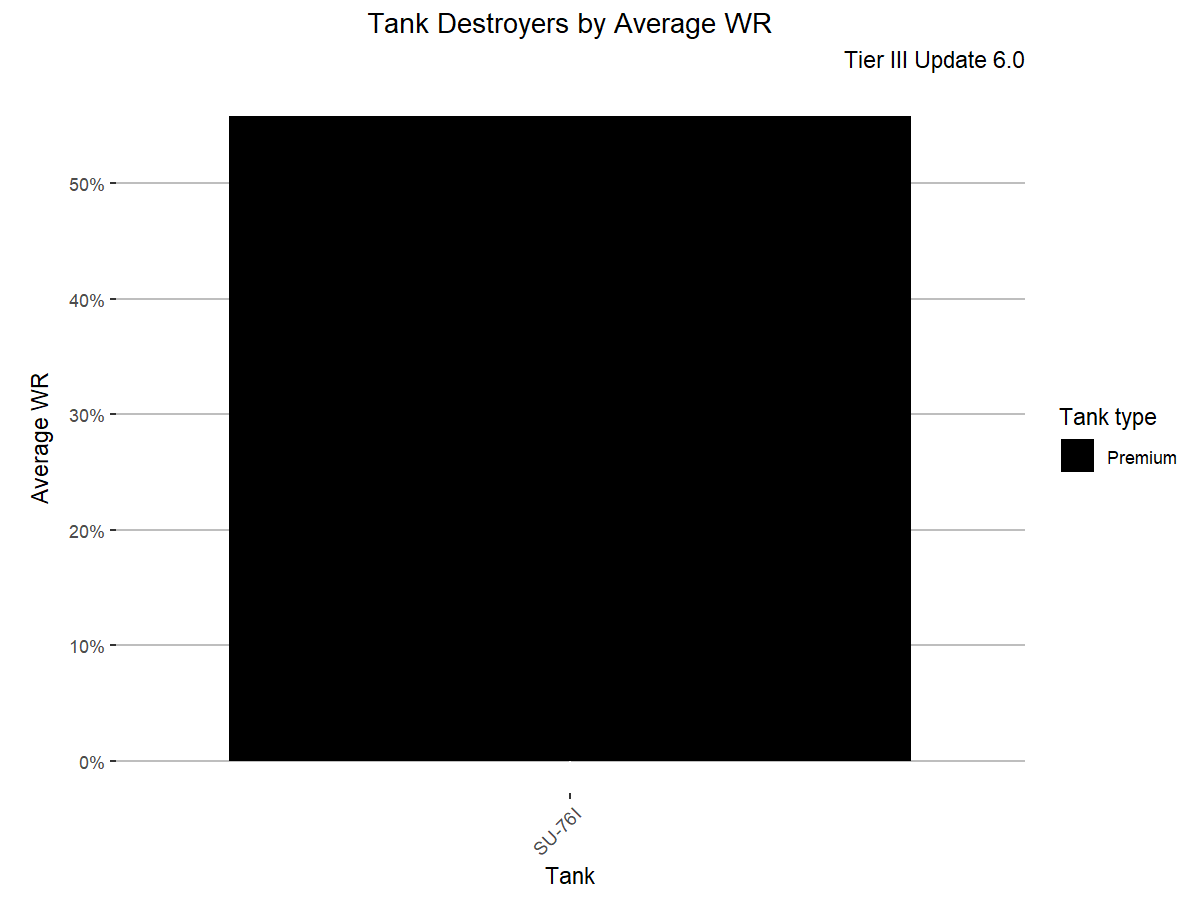 Tank Destroyers by Average WR
Tier III Update 6.0
Average WR
50%
40%
30%
20%
10%
0%
SU-76I
Tank
Tank type
Premium